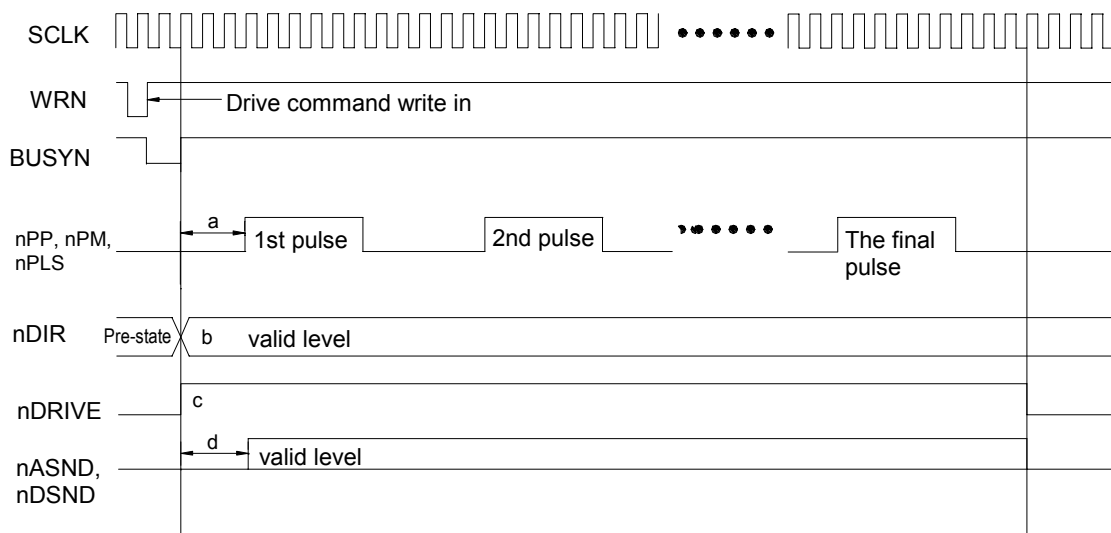 SCLK
WRN
Drive command write in
BUSYN
nPP, nPM,
nPLS
a
1st pulse
2nd pulse
The final
pulse
nDIR
Pre-state
b
valid level
nDRIVE
c
nASND,
nDSND
d
valid level